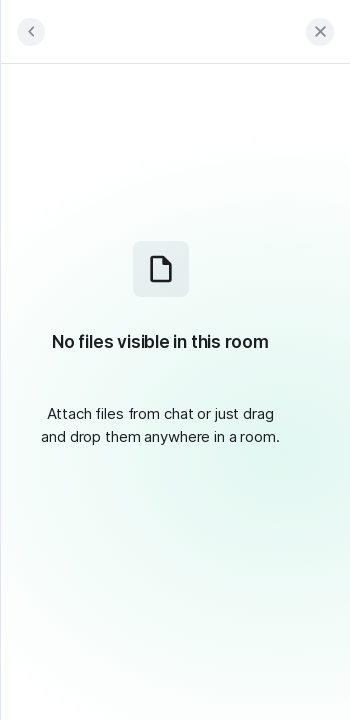 No files visible in this room
Attach files from chat or just drag
and drop them anywhere in a room.